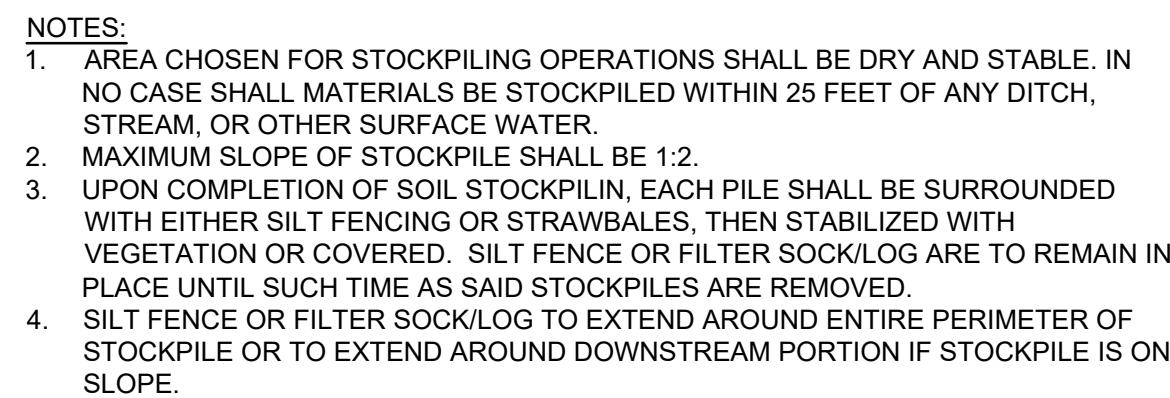 NOTES:
1. AREA CHOSEN FOR STOCKPILING OPERATIONS SHALL BE DRY AND STABLE. IN
NO CASE SHALL MATERIALS BE STOCKPILED WITHIN 25 FEET OF ANY DITCH,
STREAM, OR OTHER SURFACE WATER.
2. MAXIMUM SLOPE OF STOCKPILE SHALL BE 1:2.
3. UPON COMPLETION OF SOIL STOCKPILIN, EACH PILE SHALL BE SURROUNDED
WITH EITHER SILT FENCING OR STRAWBALES, THEN STABILIZED WITH
VEGETATION OR COVERED. SILT FENCE OR FILTER SOCK/LOG ARE TO REMAIN IN
PLACE UNTIL SUCH TIME AS SAID STOCKPILES ARE REMOVED.
4. SILT FENCE OR FILTER SOCK/LOG TO EXTEND AROUND ENTIRE PERIMETER OF
STOCKPILE OR TO EXTEND AROUND DOWNSTREAM PORTION IF STOCKPILE IS ON
SLOPE.